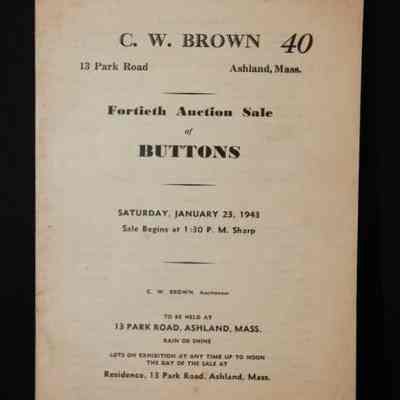 C. W. BROWN 40
13 Park Road Ashland, Mass.
Fortieth Auction Sale
of
BUTTONS
SATURDAY, JANUARY 23, 1943
Sale Begins at 1:30 P. M. Sharp
C. W. BROWN Auctioneer
TO BE HELD AT
13 PARK ROAD, ASHLAND, MASS.
RAIN OR SHINE
LOTS ON EXHIBITION AT ANY TIME UP TO NOON
THE DAY OF THE SALE AT
Residence, 13 Park Road, Ashland, Mass.